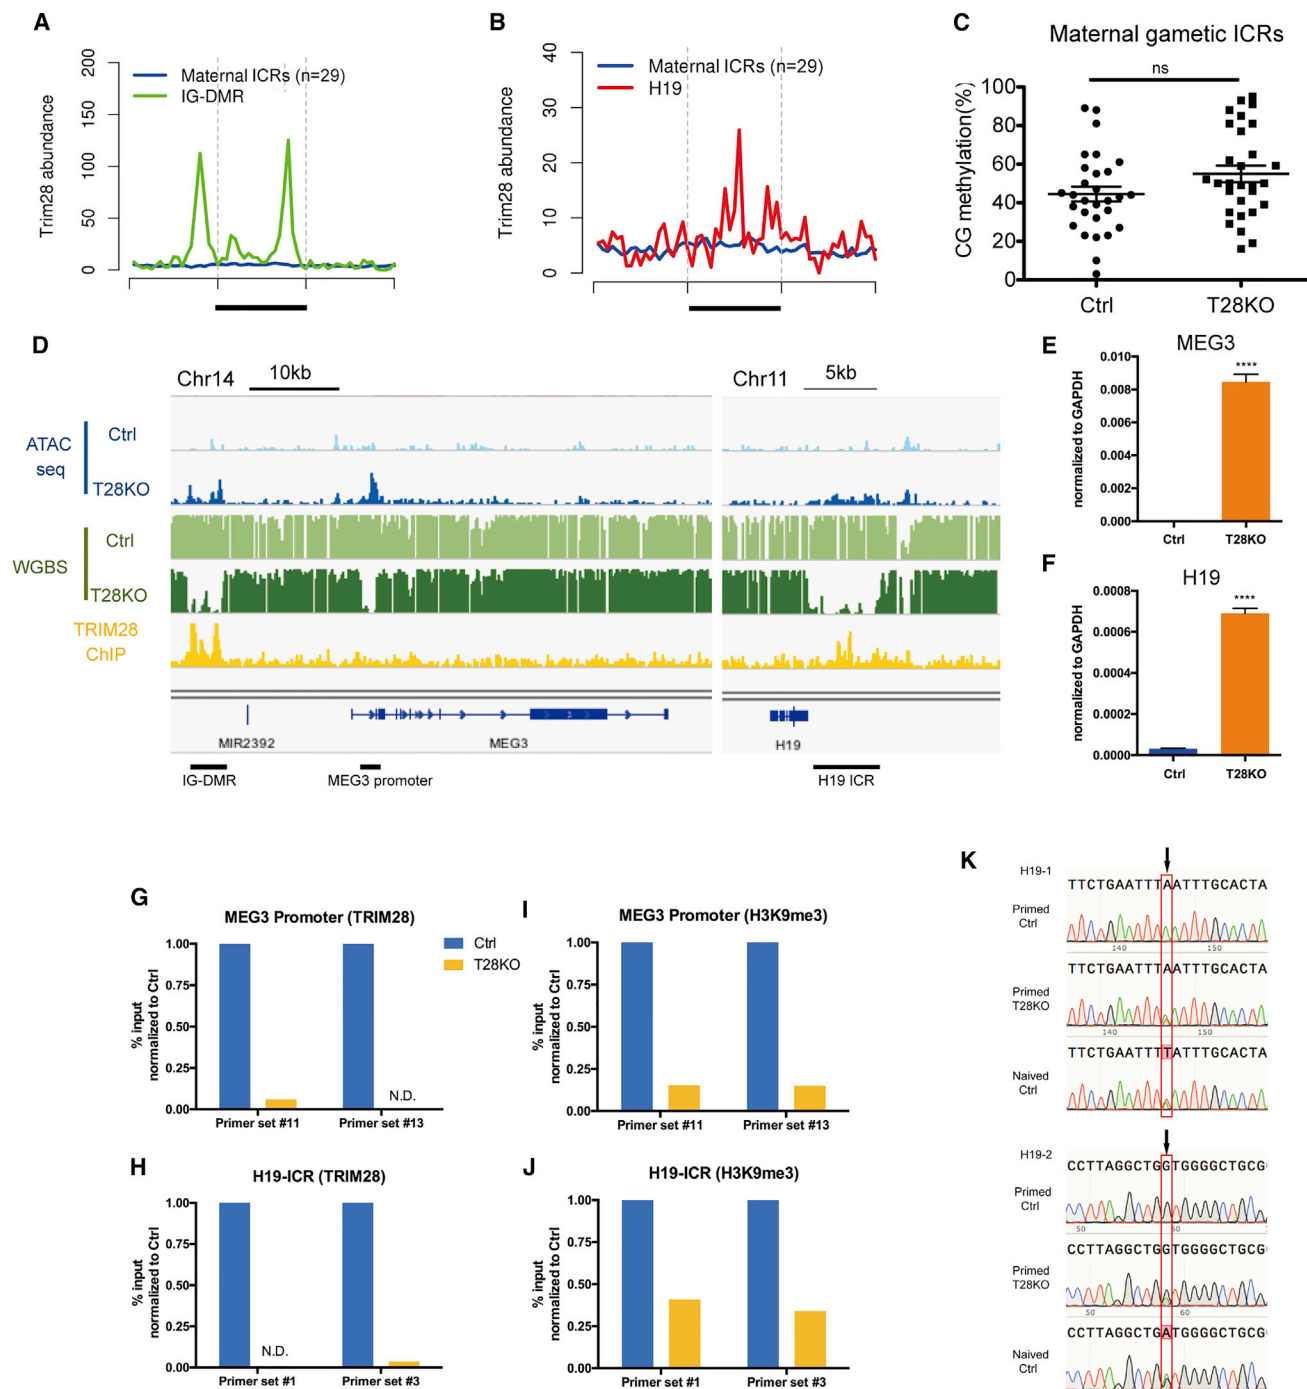 A
Trim28 abundance
200
150
100
50
0
Maternal ICRs (n=29)
IG-DMR
B
Trim28 abundance
40
30
20
10
0
Maternal ICRs (n=29)
H19
C
Maternal gametic ICRs
ns
CG methylation(%)
100
80
60
40
20
0
Ctrl
T28KO
D
Chr14
10kb
Chr11
5kb
ATAC
seq
Ctrl
T28KO
WGBS
Ctrl
T28KO
TRIM28
ChIP
MIR2392
MEG3
H19
IG-DMR
MEG3 promoter
H19 ICR
E
MEG3
normalized to GAPDH
0.010
0.008
0.006
0.004
0.002
0.000
****
Ctrl
T28KO
F
H19
normalized to GAPDH
0.0008
0.0006
0.0004
0.0002
0.0000
****
Ctrl
T28KO
G
MEG3 Promoter (TRIM28)
% input
normalized to Ctrl
1.00
0.75
0.50
0.25
0.00
N.D.
Primer set #11
Primer set #13
Ctrl
T28KO
H
H19-ICR (TRIM28)
% input
normalized to Ctrl
1.00
0.75
0.50
0.25
0.00
N.D.
Primer set #1
Primer set #3
I
MEG3 Promoter (H3K9me3)
% input
normalized to Ctrl
1.00
0.75
0.50
0.25
0.00
Primer set #11
Primer set #13
J
H19-ICR (H3K9me3)
% input
normalized to Ctrl
1.00
0.75
0.50
0.25
0.00
Primer set #1
Primer set #3
K
H19-1
TTCTGAATTTAATTTGCACTA
Primed
Ctrl
140
150
TTCTGAATTTAATTTGCACTA
Primed
T28KO
140
150
TTCTGAATTTTATTTGCACTA
Naived
Ctrl
H19-2
CCTTAGGCTGGTGGGGCTGCG
Primed
Ctrl
50
60
CCTTAGGCTGGTGGGGCTGCG
Primed
T28KO
50
60
CCTTAGGCTGATGGGGCTGCG
Naived
Ctrl